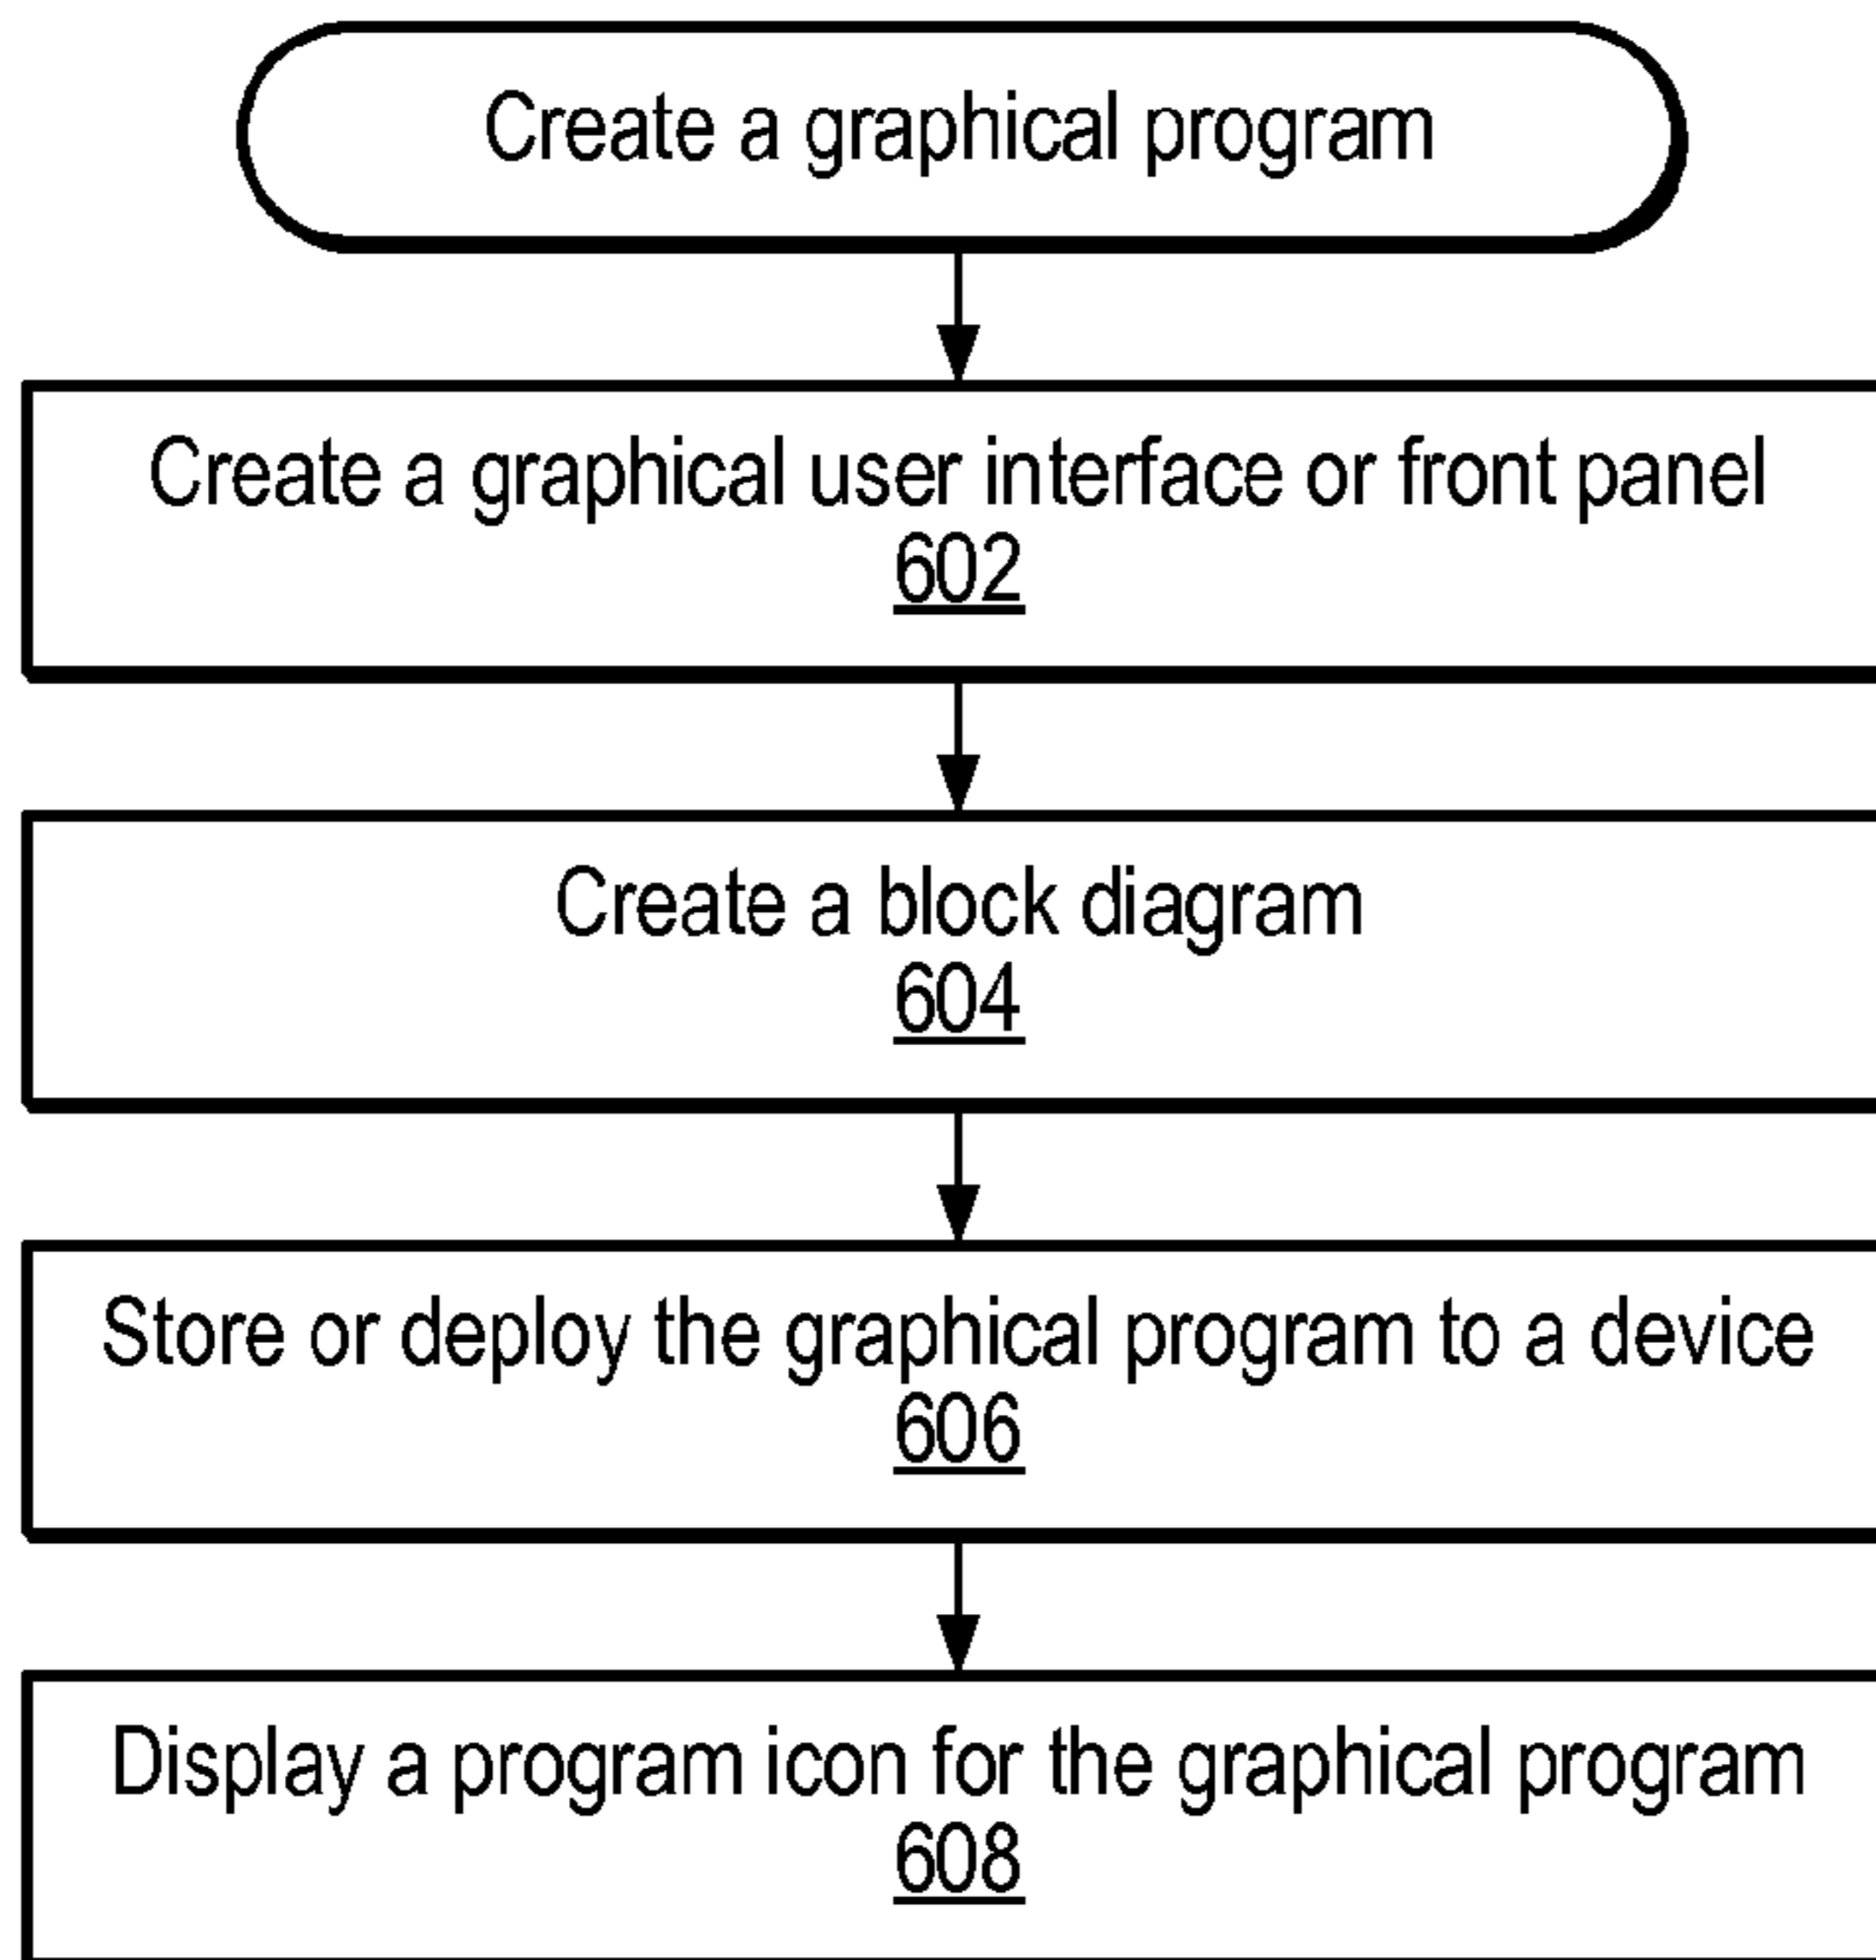 Create a graphical program
Create a graphical user interface or front panel
602
Create a block diagram
604
Store or deploy the graphical program to a device
606
Display a program icon for the graphical program
608